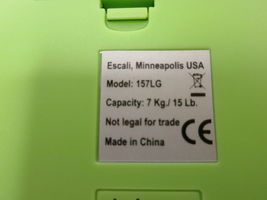 Escali, Minneapolis USA
Model: 157LG
Capacity: 7 Kg./ 15 Lb.
Not legal for trade
Made in China
CE